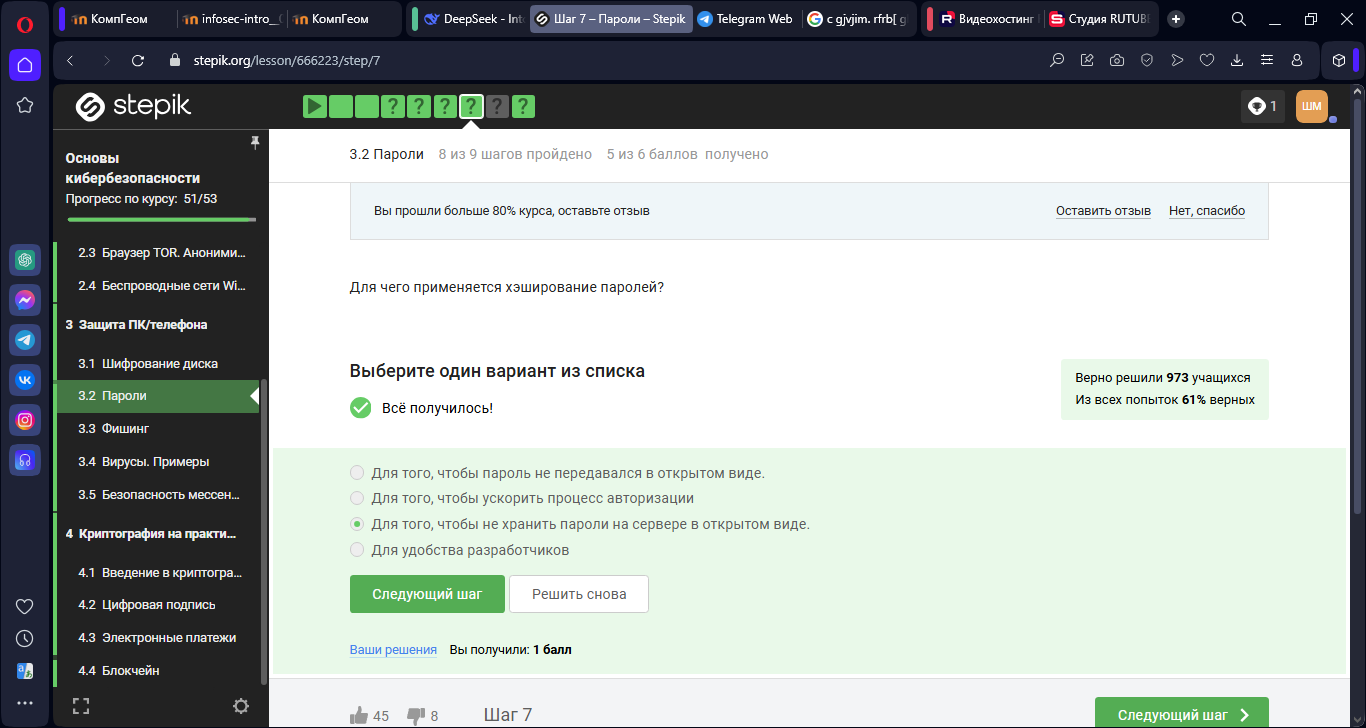 КомпГеом
infosec-intro__
КомпГеом
DeepSeek - Int
Шаг 7 – Пароли – Stepik
Telegram Web
с gjvjim. rfrb[ g
Видеохостинг
Студия RUTUB
stepik.org/lesson/666223/step/7
stepik
1
ШМ
Основы
кибербезопасности
Прогресс по курсу: 51/53
2.3 Браузер TOR. Аноними...
2.4 Беспроводные сети Wi...
3 Защита ПК/телефона
3.1 Шифрование диска
3.2 Пароли
3.3 Фишинг
3.4 Вирусы. Примеры
3.5 Безопасность мессен...
4 Криптография на практи...
4.1 Введение в криптогра...
4.2 Цифровая подпись
4.3 Электронные платежи
4.4 Блокчейн
3.2 Пароли 8 из 9 шагов пройдено 5 из 6 баллов получено
Вы прошли больше 80% курса, оставьте отзыв
Оставить отзыв
Нет, спасибо
Для чего применяется хэширование паролей?
Выберите один вариант из списка
Всё получилось!
Верно решили 973 учащихся
Из всех попыток 61% верных
Для того, чтобы пароль не передавался в открытом виде.
Для того, чтобы ускорить процесс авторизации
Для того, чтобы не хранить пароли на сервере в открытом виде.
Для удобства разработчиков
Следующий шаг
Решить снова
Ваши решения Вы получили: 1 балл
45
8
Шаг 7
Следующий шаг